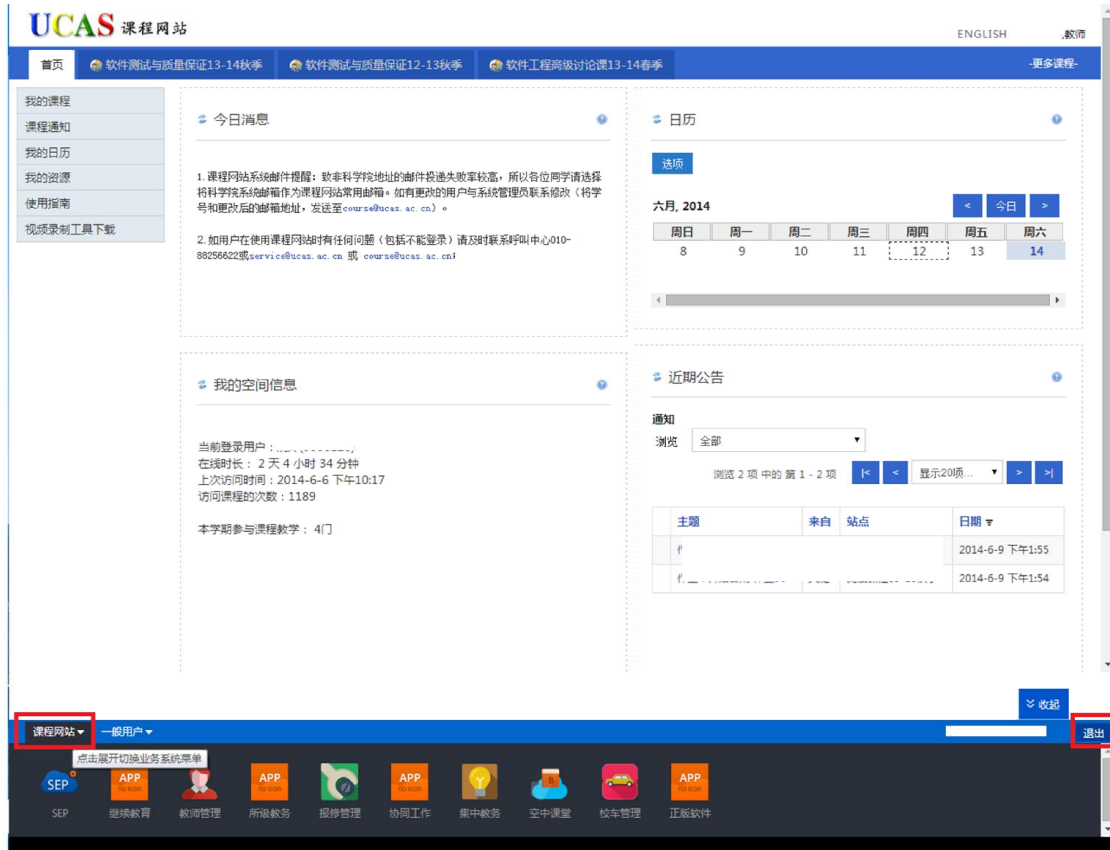 UCAS 课程网站
ENGLISH ,教师
首页 软件测试与质量保证13-14秋季 软件测试与质量保证12-13秋季 软件工程高级讨论课13-14春季 -更多课程-
我的课程
课程通知
我的日历
我的资源
使用指南
视频录制工具下载
今日消息
1.课程网站系统邮件提醒：致非科学院地址的邮件投递失败率较高，所以各位同学请选择
将科学院系统邮箱作为课程网站常用邮箱。如有更改的用户与系统管理员联系修改（将学
号和更改后的邮箱地址，发送至course@ucas.ac.cn）。
2.如用户在使用课程网站时有任何问题（包括不能登录）请及时联系呼叫中心010-
88256622或service@ucas.ac.cn 或 course@ucas.ac.cn
日历
选项
六月, 2014 < 今日 >
周日 周一 周二 周三 周四 周五 周六
8 9 10 11 12 13 14
我的空间信息
当前登录用户：
在线时长： 2 天 4 小时 34 分钟
上次访问时间：2014-6-6 下午10:17
访问课程的次数：1189
本学期参与课程教学： 4门
近期公告
通知
浏览 全部
浏览 2 项 中的 第 1 - 2 项 |< < 显示20项... > >|
主题 来自 站点 日期
2014-6-9 下午1:55
2014-6-9 下午1:54
收起
课程网站 一般用户 退出
点击展开切换业务系统菜单
SEP APP APP APP B APP
no icon no icon no icon no icon
SEP 继续教育 教师管理 所级教务 报修管理 协同工作 集中教务 空中课堂 校车管理 正版软件